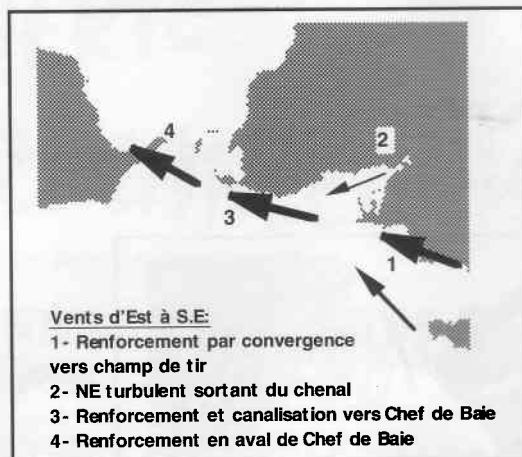 4
2
3
1
Vents d'Est à S.E:
1- Renforcement par convergence
vers champ de tir
2- NE turbulent sortant du chenal
3- Renforcement et canalisation vers Chef de Baie
4- Renforcement en aval de Chef de Baie